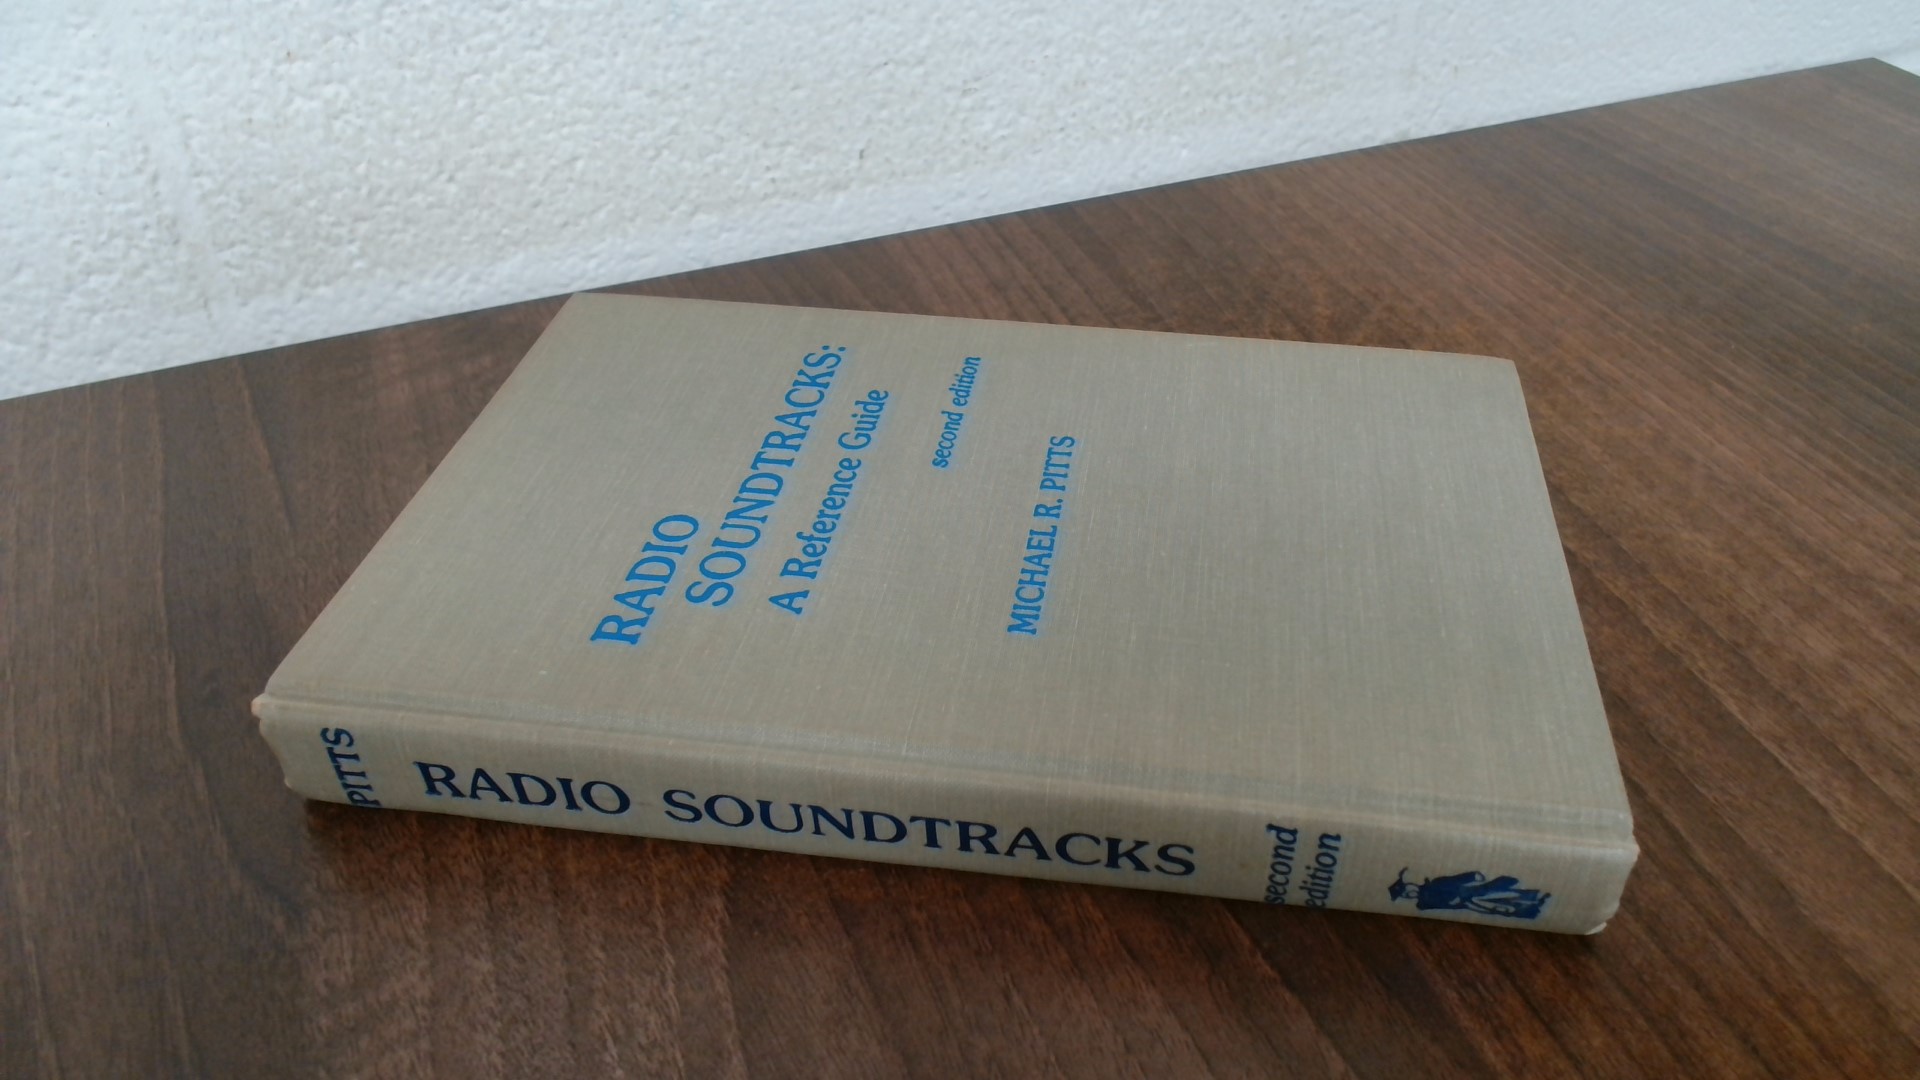 RADIO
SOUNDTRACKS:
A Reference Guide
second edition
MICHAEL R. PITTS
PITTS
RADIO SOUNDTRACKS
second
edition